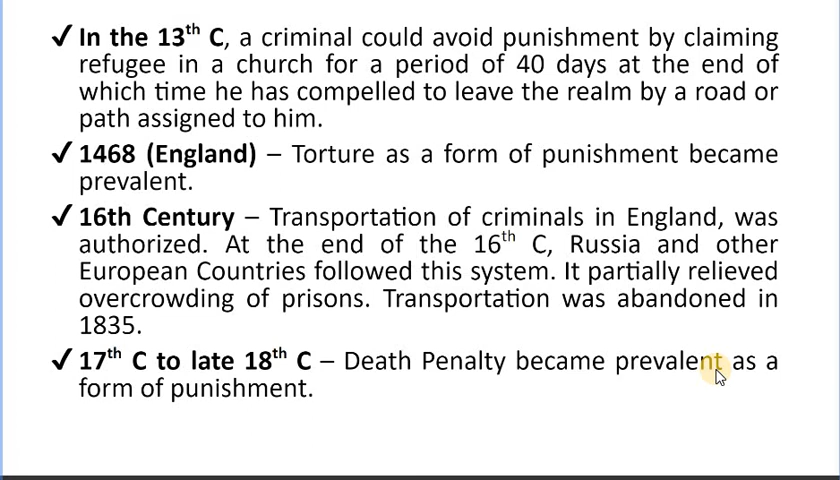 ✓ In the 13th C, a criminal could avoid punishment by claiming
refugee in a church for a period of 40 days at the end of
which time he has compelled to leave the realm by a road or
path assigned to him.
✓ 1468 (England) – Torture as a form of punishment became
prevalent.
✓ 16th Century – Transportation of criminals in England, was
authorized. At the end of the 16th C, Russia and other
European Countries followed this system. It partially relieved
overcrowding of prisons. Transportation was abandoned in
1835.
✓ 17th C to late 18th C – Death Penalty became prevalent as a
form of punishment.